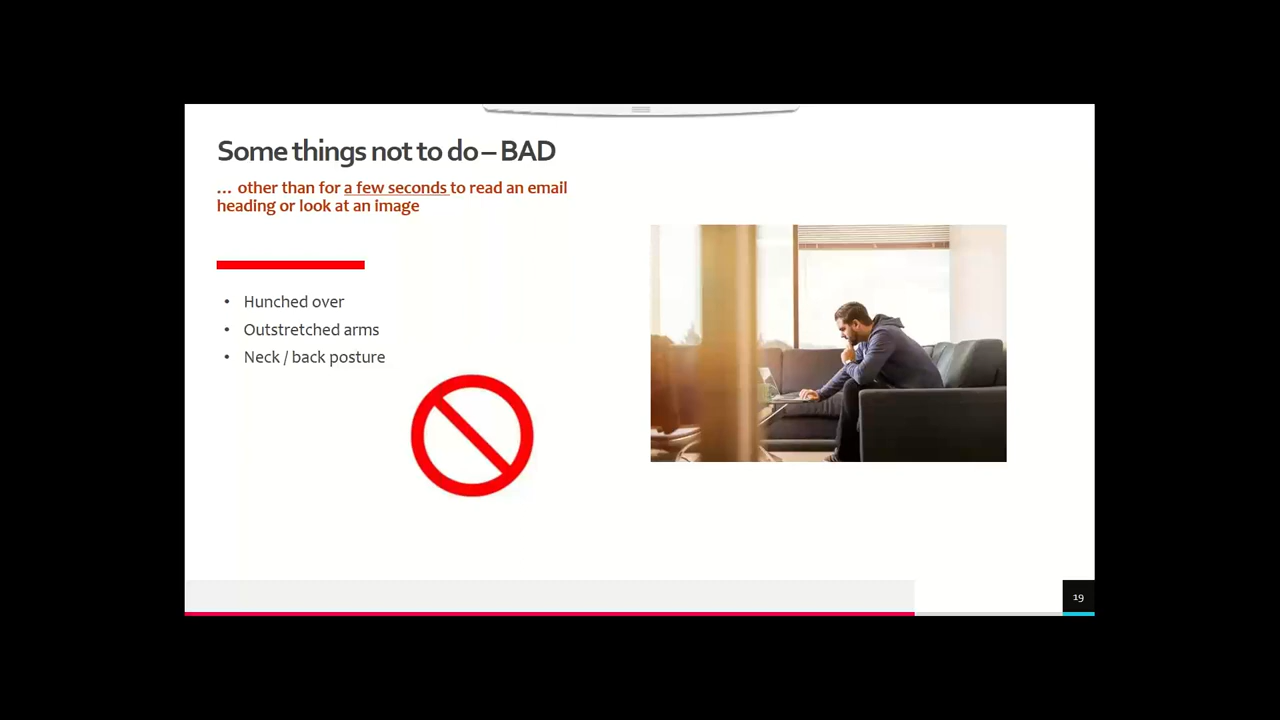 Some things not to do – BAD
… other than for a few seconds to read an email
heading or look at an image
• Hunched over
• Outstretched arms
• Neck / back posture
19